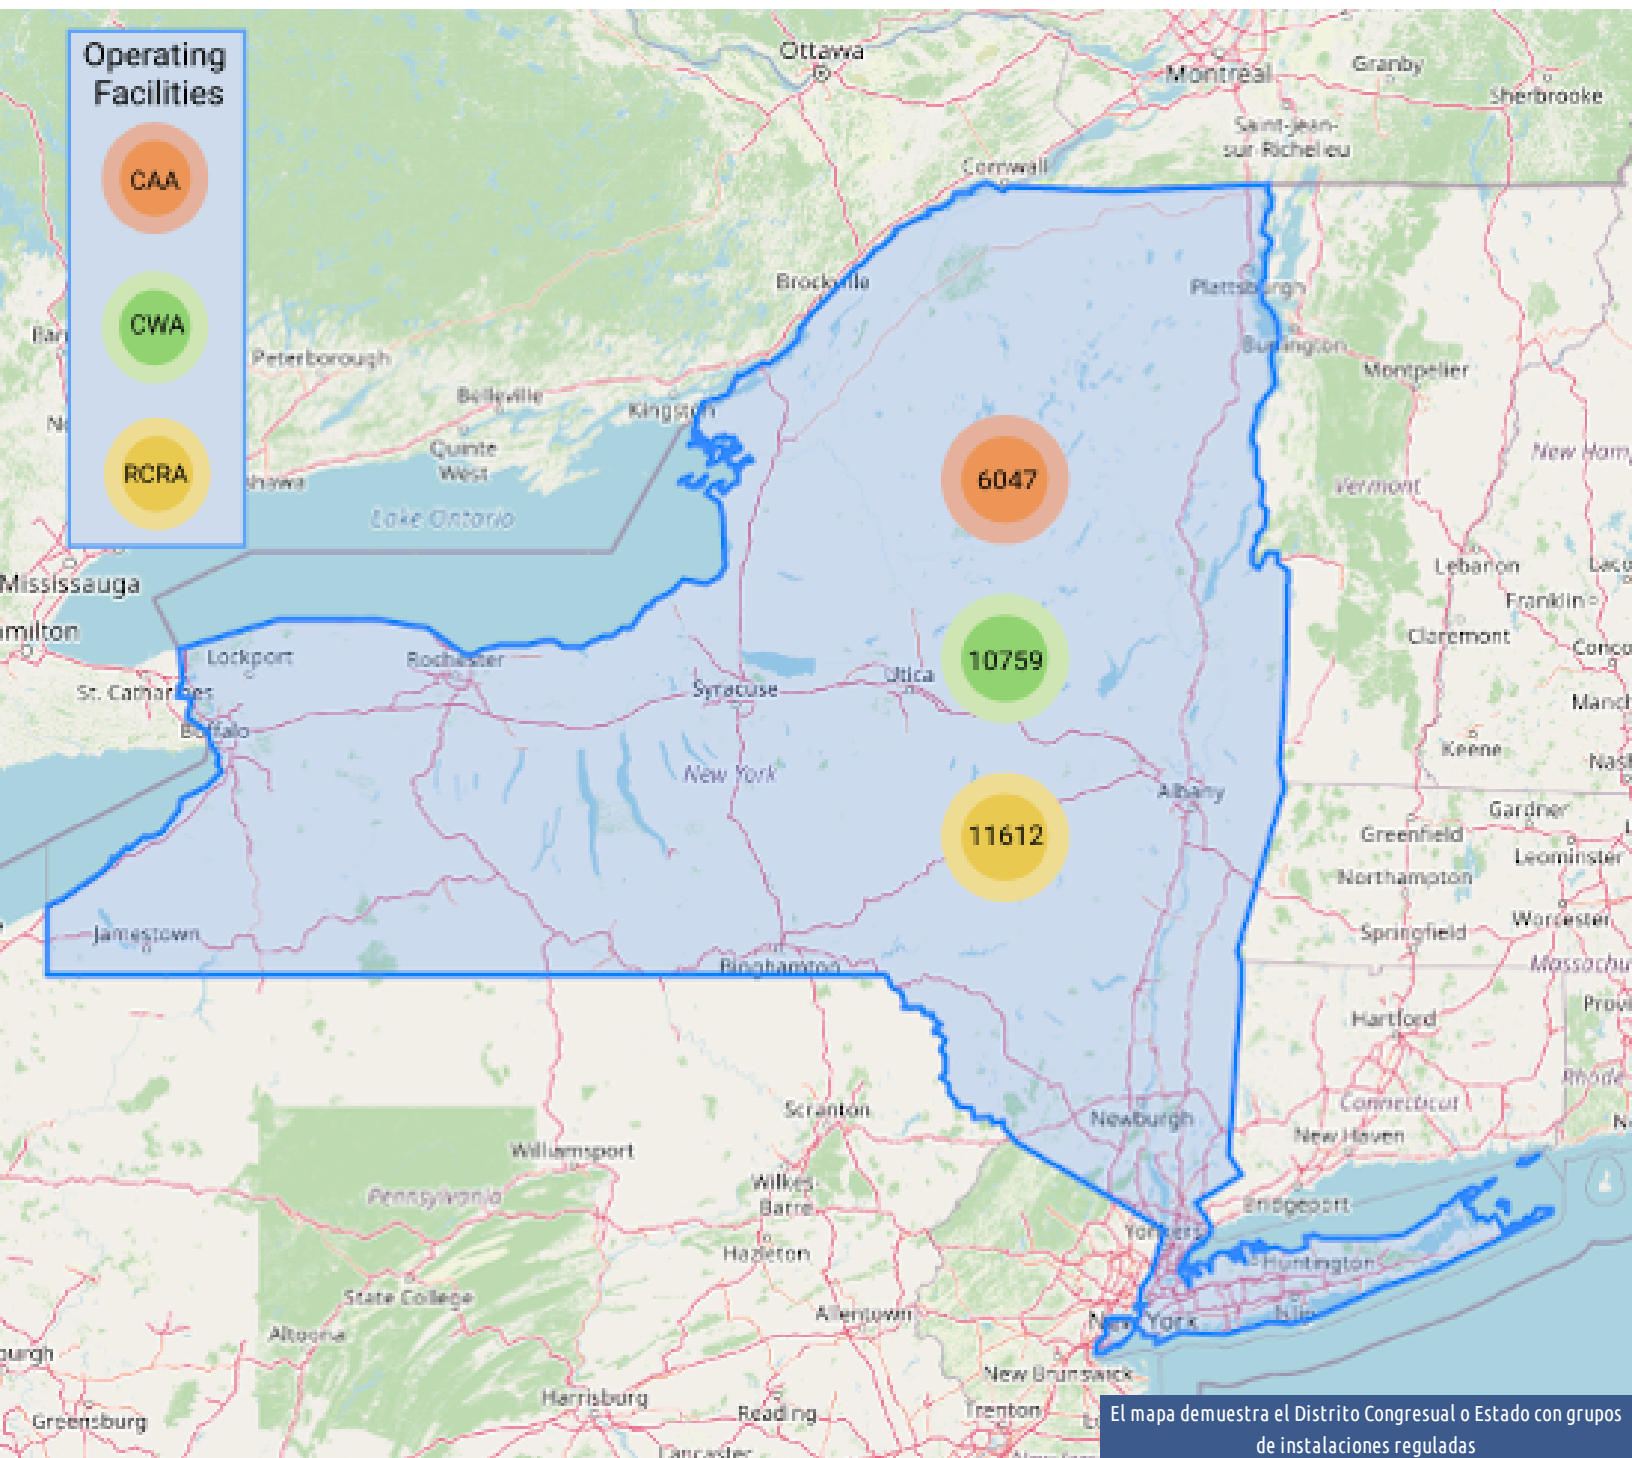 Operating
Facilities
CAA
CWA
RCRA
Ottawa
Montréal
Granby
Sherbrooke
Saint-Jean-
sur-Richelieu
Cornwall
Brockville
Plattsburgh
Burlington
Montpelier
Peterborough
Belleville
Kingston
Quinte
West
Lake Ontario
Mississauga
6047
Vermont
Lebanon
Franklin
Claremont
Lockport
Rochester
St. Catharines
Syracuse
Utica
10759
Buffalo
New York
Keene
Albany
Gardner
11612
Greenfield
Leominster
Northampton
Jamestown
Worcester
Springfield
Binghamton
Hartford
Connecticut
Scranton
Newburgh
New Haven
Williamsport
Pennsylvania
Wilkes-
Barre
Bridgeport
Yonkers
Hazleton
Huntington
State College
Allentown
Islip
New York
Altoona
New Brunswick
Harrisburg
Reading
Trenton
Greensburg
Lancaster
El mapa demuestra el Distrito Congresual o Estado con grupos
de instalaciones reguladas